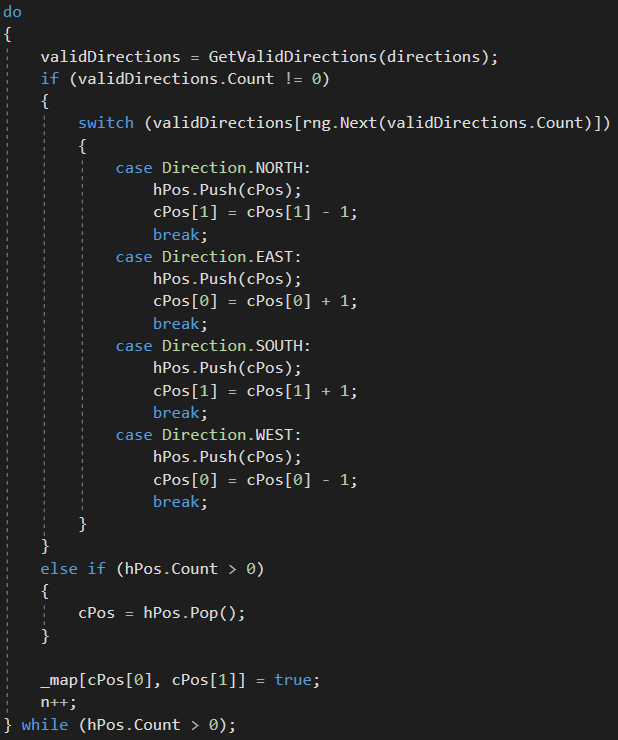 do
{
    validDirections = GetValidDirections(directions);
    if (validDirections.Count != 0)
    {
        switch (validDirections[rng.Next(validDirections.Count)])
        {
            case Direction.NORTH:
                hPos.Push(cPos);
                cPos[1] = cPos[1] - 1;
                break;
            case Direction.EAST:
                hPos.Push(cPos);
                cPos[0] = cPos[0] + 1;
                break;
            case Direction.SOUTH:
                hPos.Push(cPos);
                cPos[1] = cPos[1] + 1;
                break;
            case Direction.WEST:
                hPos.Push(cPos);
                cPos[0] = cPos[0] - 1;
                break;
        }
    }
    else if (hPos.Count > 0)
    {
        cPos = hPos.Pop();
    }

    _map[cPos[0], cPos[1]] = true;
    n++;
} while (hPos.Count > 0);